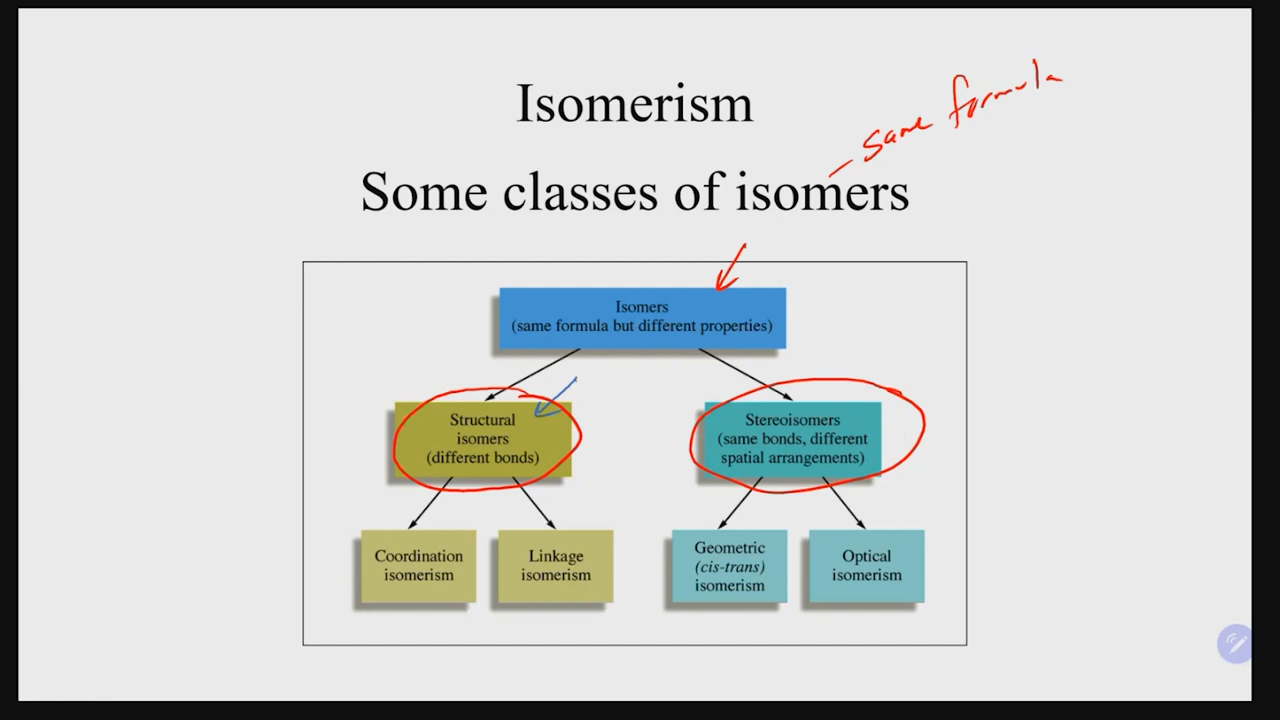 Isomerism
– same formula
Some classes of isomers
Isomers
(same formula but different properties)
Structural
isomers
(different bonds)
Stereoisomers
(same bonds, different
spatial arrangements)
Coordination
isomerism
Linkage
isomerism
Geometric
(cis-trans)
isomerism
Optical
isomerism